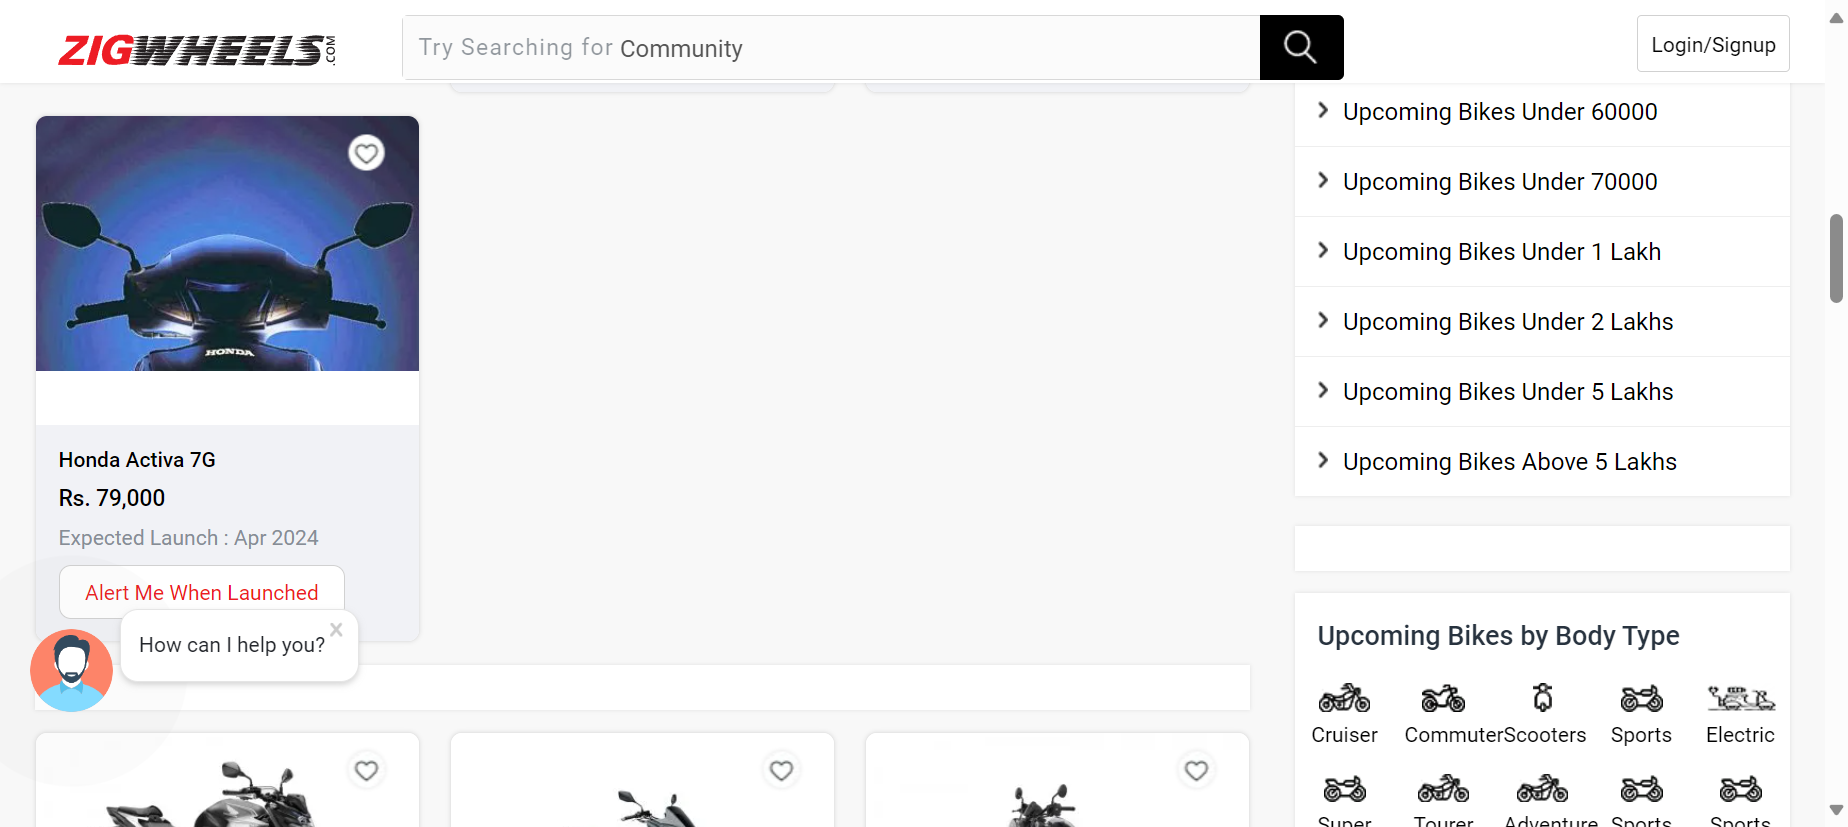 ZIGWHEELS.COM
Try Searching for Community
Login/Signup
HONDA
Honda Activa 7G
Rs. 79,000
Expected Launch : Apr 2024
Alert Me When Launched
How can I help you?
Upcoming Bikes Under 60000
Upcoming Bikes Under 70000
Upcoming Bikes Under 1 Lakh
Upcoming Bikes Under 2 Lakhs
Upcoming Bikes Under 5 Lakhs
Upcoming Bikes Above 5 Lakhs
Upcoming Bikes by Body Type
Cruiser Commuter Scooters Sports Electric
Super Tourer Adventure Sports Sports